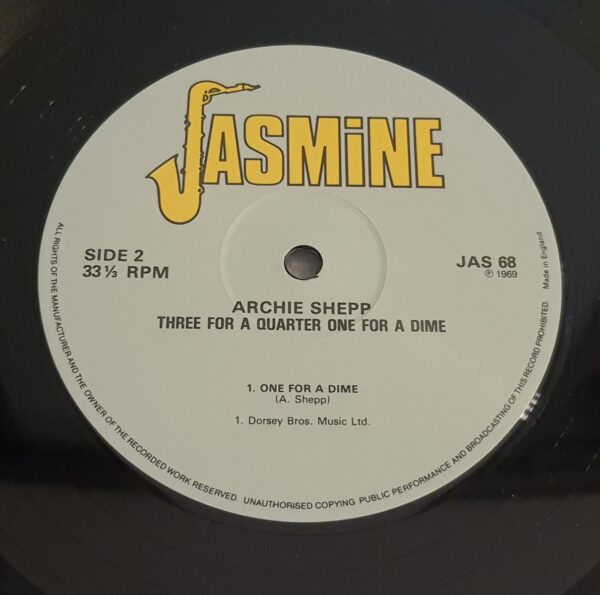 JASMiNE
SIDE 2
33 ⅓ RPM
JAS 68
℗ 1969
Made in England
ARCHIE SHEPP
THREE FOR A QUARTER ONE FOR A DIME
1. ONE FOR A DIME
(A. Shepp)
1. Dorsey Bros. Music Ltd.
ALL RIGHTS OF THE MANUFACTURER AND THE OWNER OF THE RECORDED WORK RESERVED. UNAUTHORISED COPYING PUBLIC PERFORMANCE AND BROADCASTING OF THIS RECORD PROHIBITED.